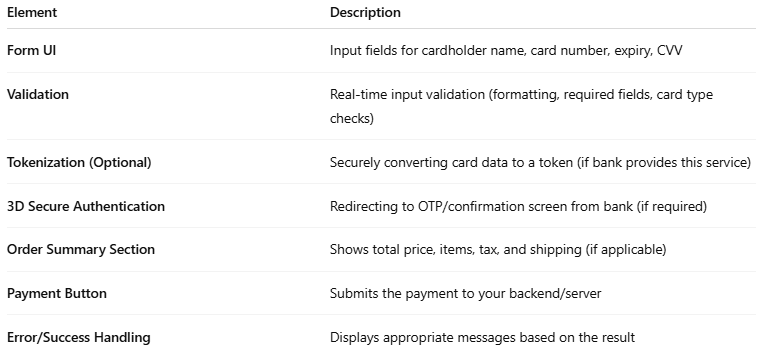 Element Description
Form UI Input fields for cardholder name, card number, expiry, CVV
Validation Real-time input validation (formatting, required fields, card type
checks)
Tokenization (Optional) Securely converting card data to a token (if bank provides this service)
3D Secure Authentication Redirecting to OTP/confirmation screen from bank (if required)
Order Summary Section Shows total price, items, tax, and shipping (if applicable)
Payment Button Submits the payment to your backend/server
Error/Success Handling Displays appropriate messages based on the result